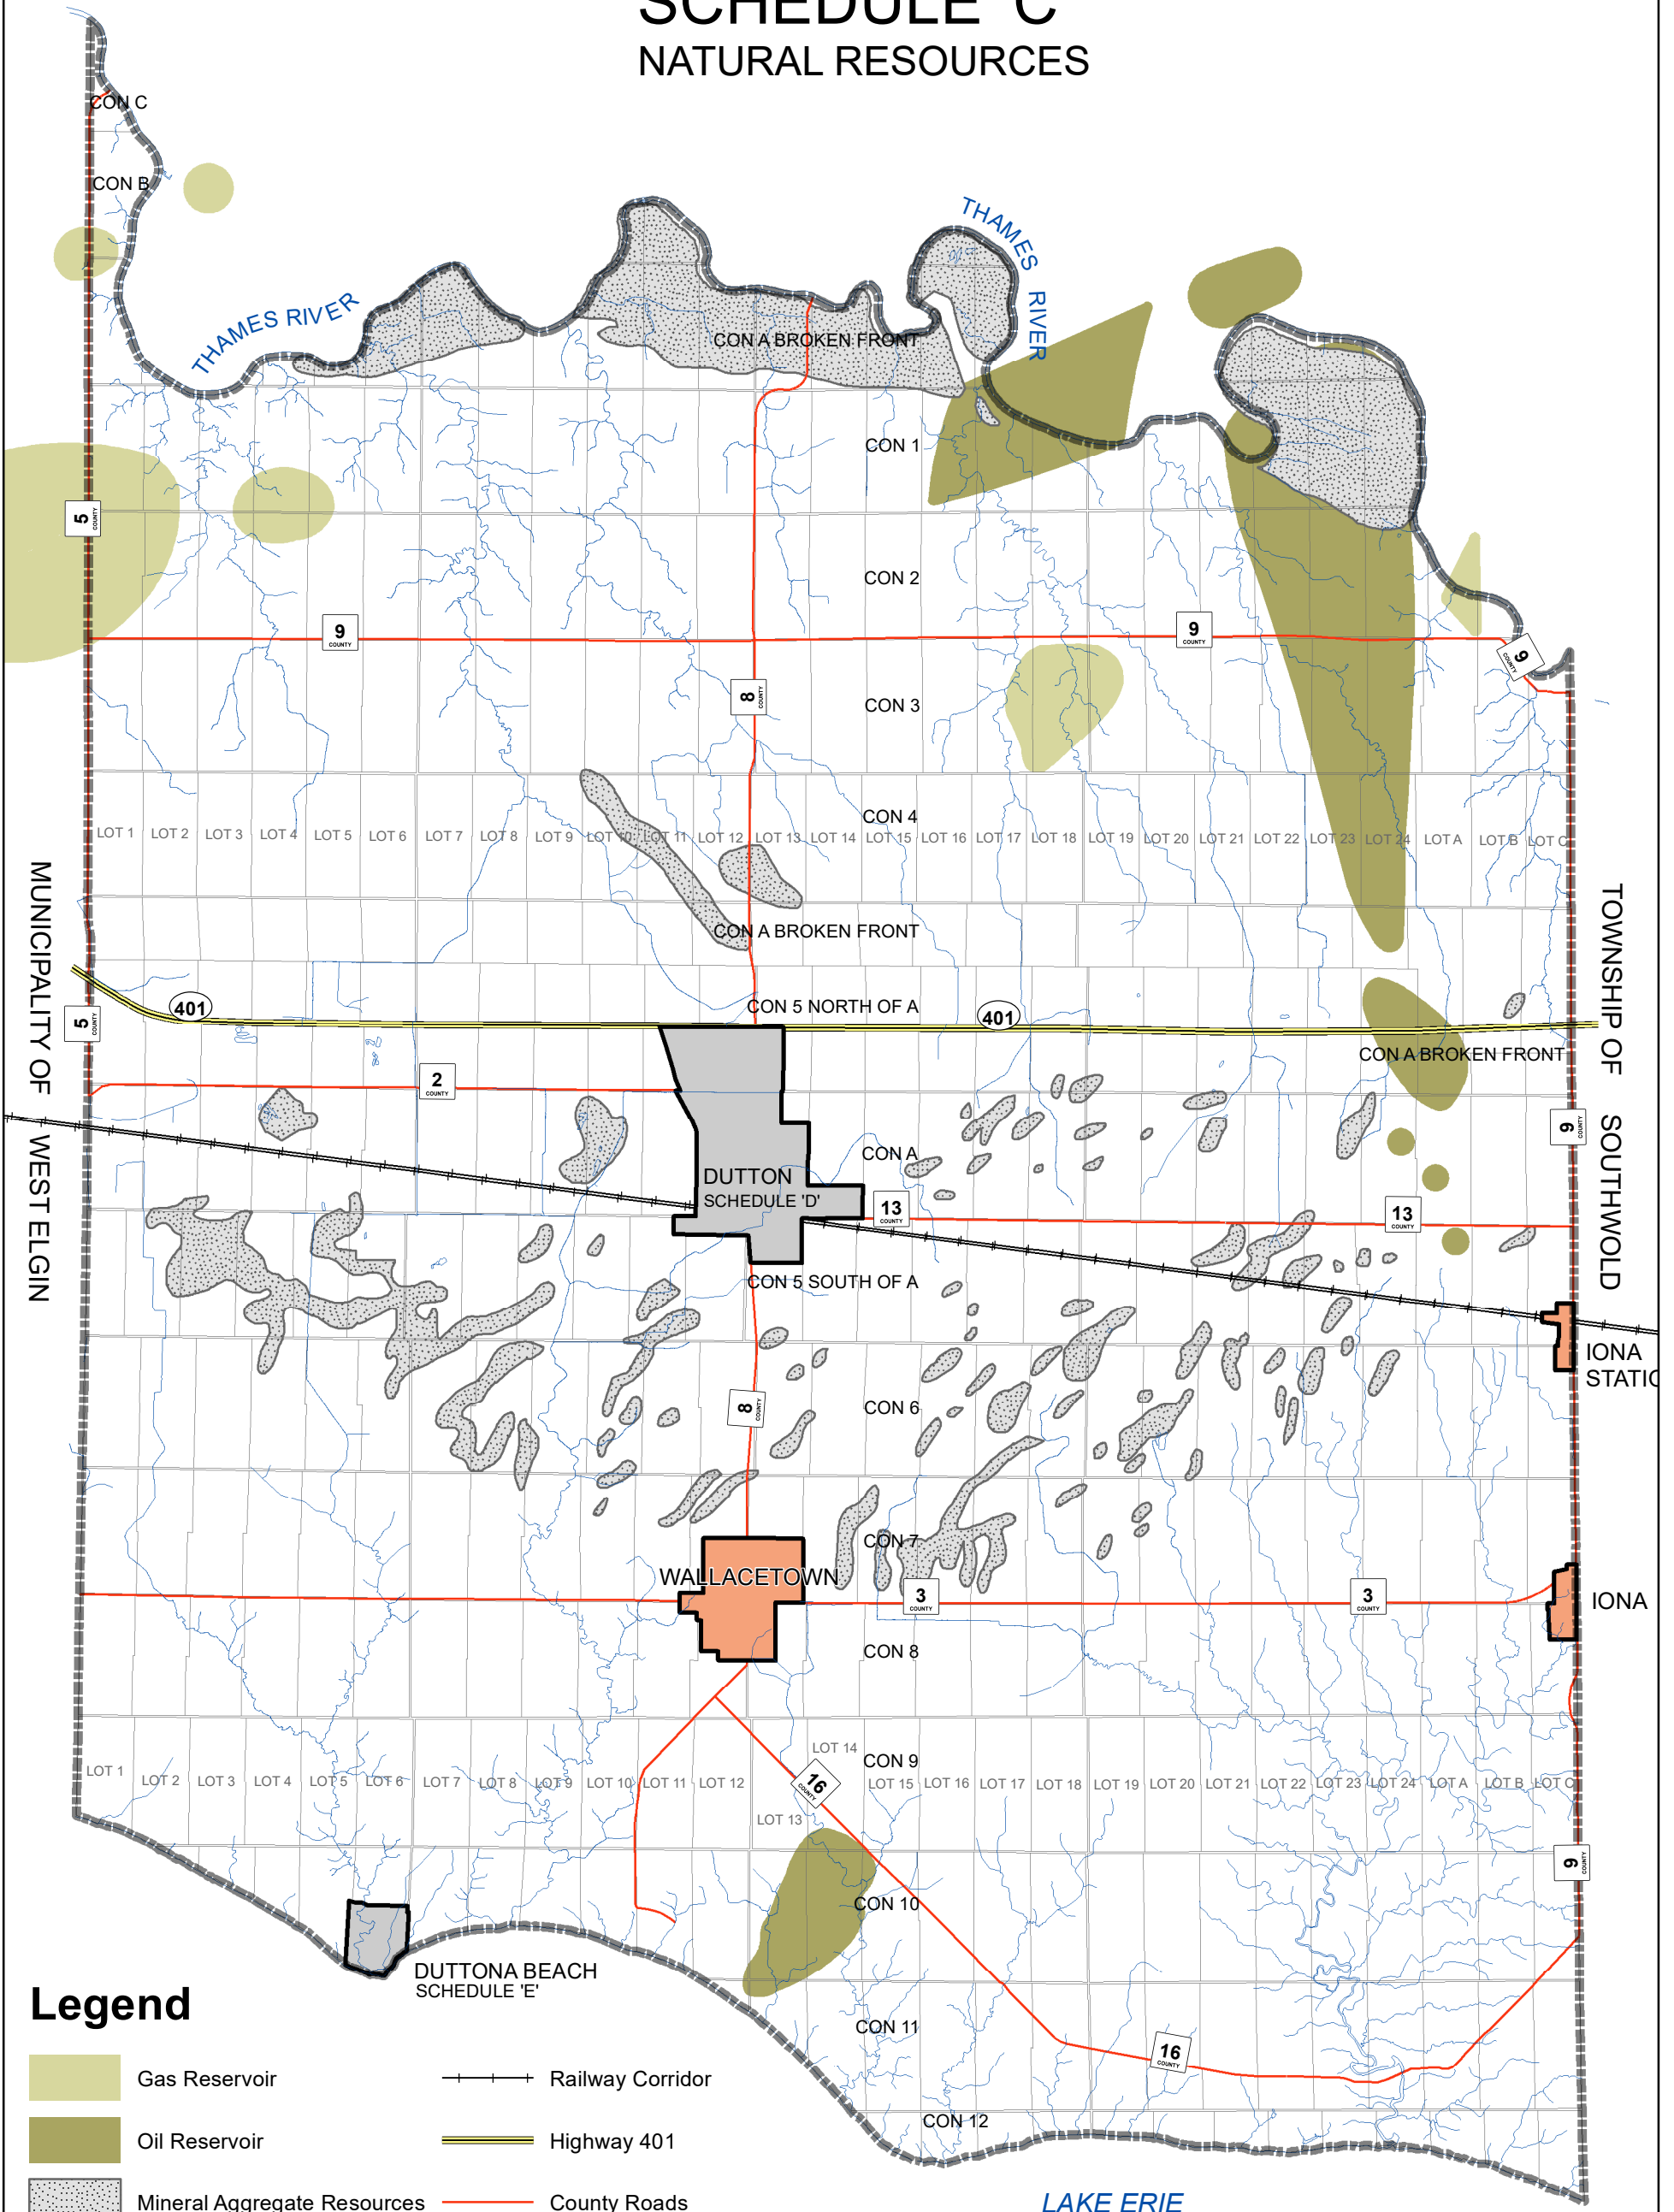 SCHEDULE 'C'
NATURAL RESOURCES
CON C
CON B
THAMES RIVER
THAMES RIVER
CON A BROKEN FRONT
CON 1
5 COUNTY
CON 2
9 COUNTY
9 COUNTY
9 COUNTY
8 COUNTY
CON 3
CON 4
LOT 1 LOT 2 LOT 3 LOT 4 LOT 5 LOT 6 LOT 7 LOT 8 LOT 9 LOT 10 LOT 11 LOT 12 LOT 13 LOT 14 LOT 15 LOT 16 LOT 17 LOT 18 LOT 19 LOT 20 LOT 21 LOT 22 LOT 23 LOT 24 LOT A LOT B LOT C
MUNICIPALITY OF WEST ELGIN
TOWNSHIP OF SOUTHWOLD
CON A BROKEN FRONT
CON 5 NORTH OF A
401
401
5 COUNTY
CON A BROKEN FRONT
2 COUNTY
9 COUNTY
CON A
DUTTON
SCHEDULE 'D'
13 COUNTY
13 COUNTY
CON 5 SOUTH OF A
IONA
STATIO
8 COUNTY
CON 6
CON 7
WALLACETOWN
3 COUNTY
3 COUNTY
IONA
CON 8
LOT 14
CON 9
LOT 1 LOT 2 LOT 3 LOT 4 LOT 5 LOT 6 LOT 7 LOT 8 LOT 9 LOT 10 LOT 11 LOT 12
16 COUNTY
LOT 15 LOT 16 LOT 17 LOT 18 LOT 19 LOT 20 LOT 21 LOT 22 LOT 23 LOT 24 LOT A LOT B LOT C
LOT 13
9 COUNTY
CON 10
DUTTONA BEACH
SCHEDULE 'E'
CON 11
16 COUNTY
CON 12
Legend
Gas Reservoir
Railway Corridor
Oil Reservoir
Highway 401
Mineral Aggregate Resources
County Roads
LAKE ERIE